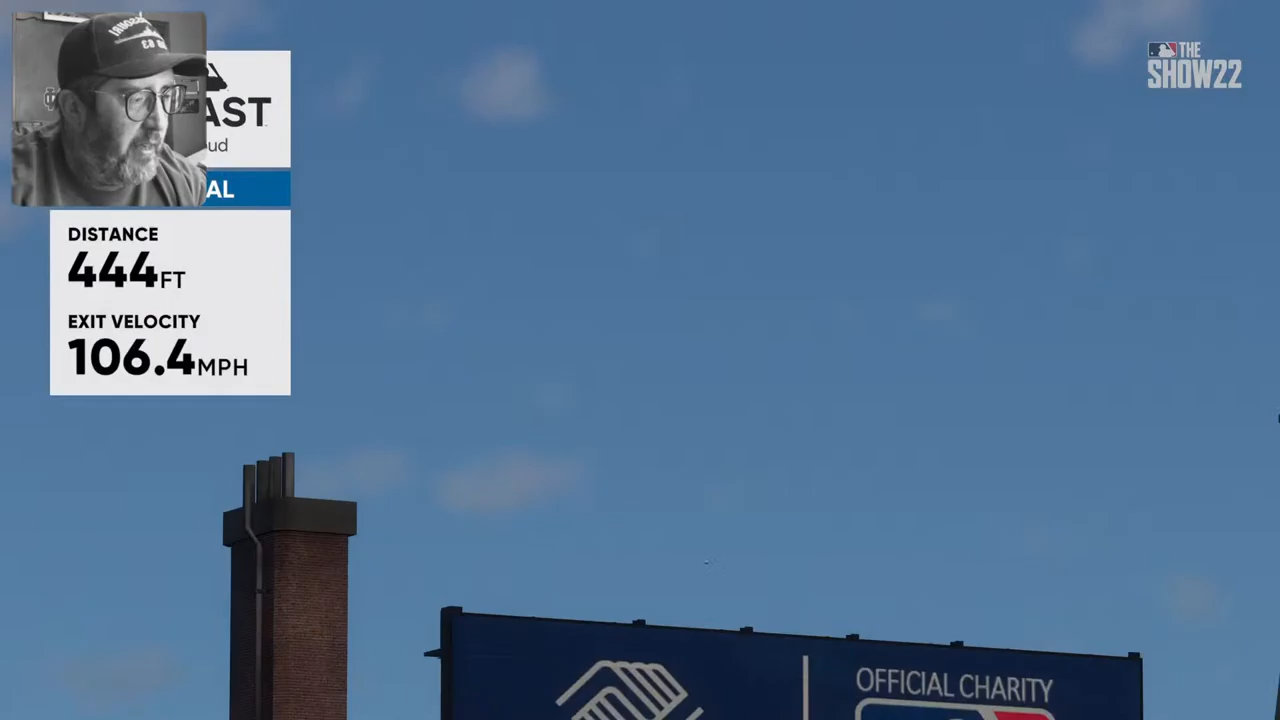 THE
SHOW22
AST
ud
AL
DISTANCE
444FT
EXIT VELOCITY
106.4MPH
OFFICIAL CHARITY